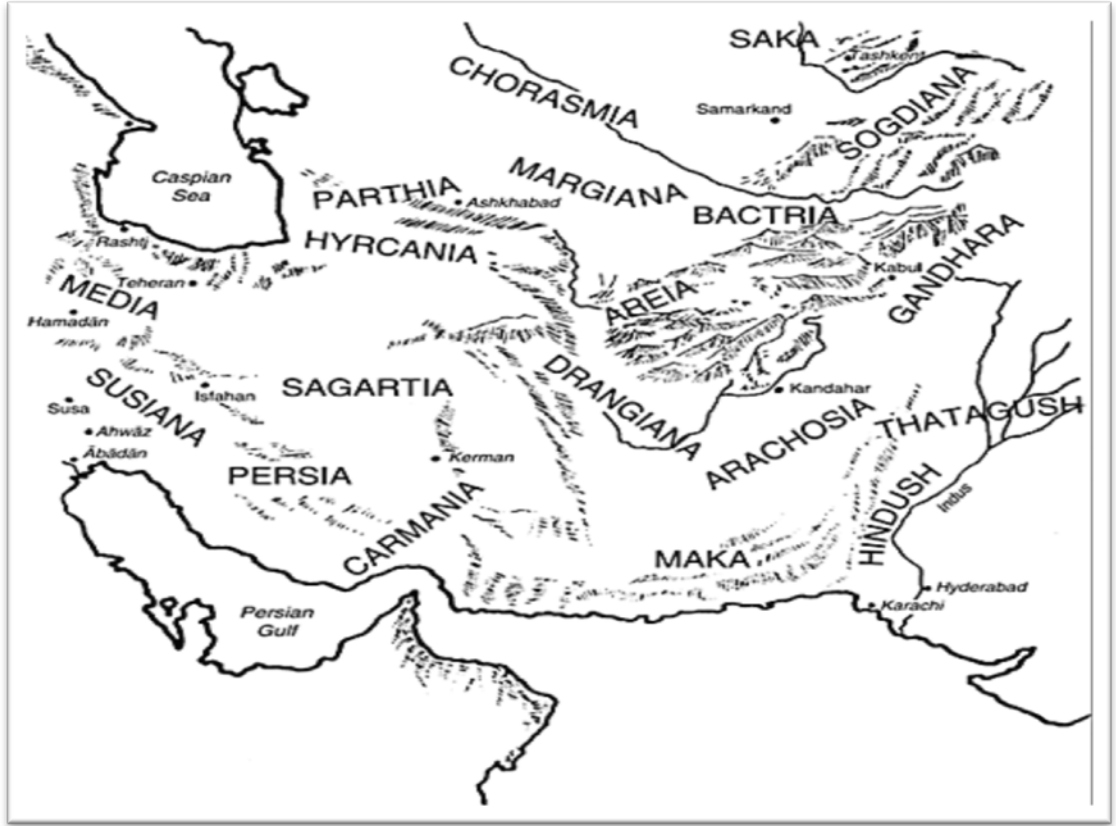 SAKA
Tashkent
CHORASMIA
Samarkand
SOGDIANA
Caspian
Sea
PARTHIA
Ashkhabad
MARGIANA
BACTRIA
Rashtj
HYRCANIA
Teheran
Kabul
GANDHARA
MEDIA
AREIA
Hamadān
SUSIANA
Isfahan
SAGARTIA
DRANGIANA
Kandahar
Susa
Ahwāz
ARACHOSIA
THATAGUSH
Ābādān
PERSIA
Kerman
CARMANIA
HINDUSH
Indus
MAKA
Hyderabad
Karachi
Persian
Gulf